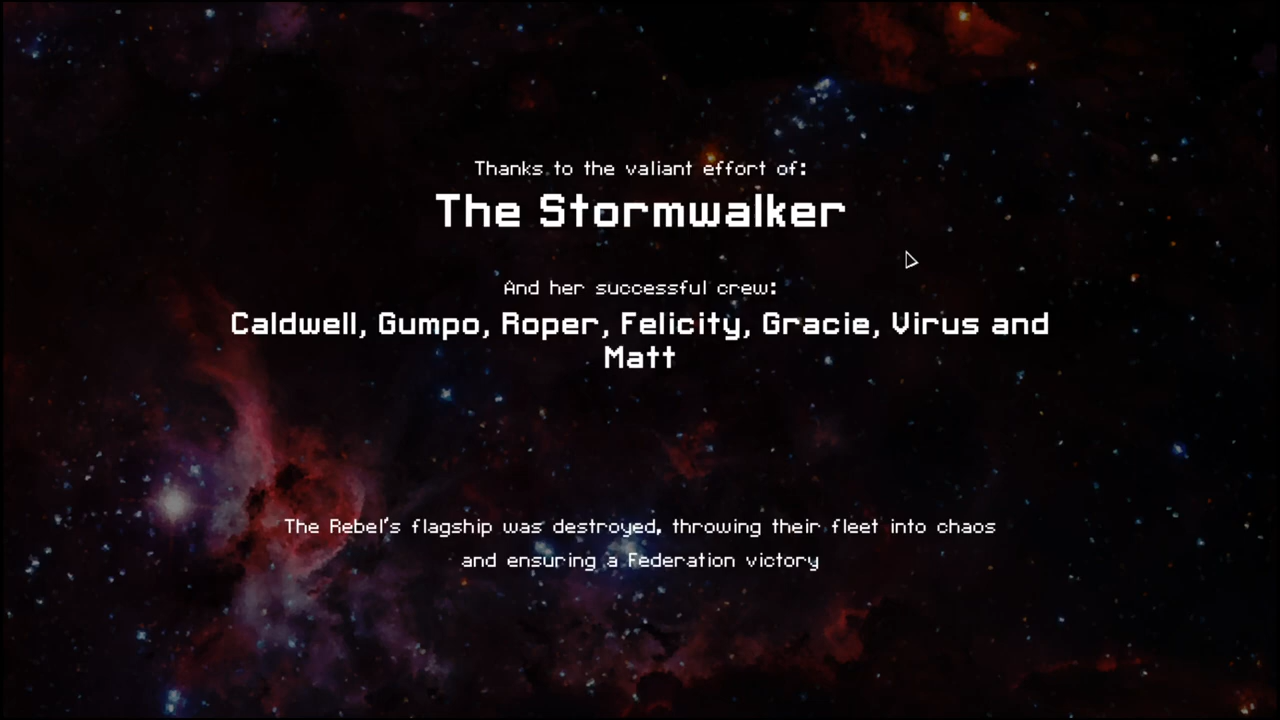 Thanks to the valiant effort of:
The Stormwalker
And her successful crew:
Caldwell, Gumpo, Roper, Felicity, Gracie, Virus and
Matt
The Rebel's flagship was destroyed, throwing their fleet into chaos
and ensuring a Federation victory